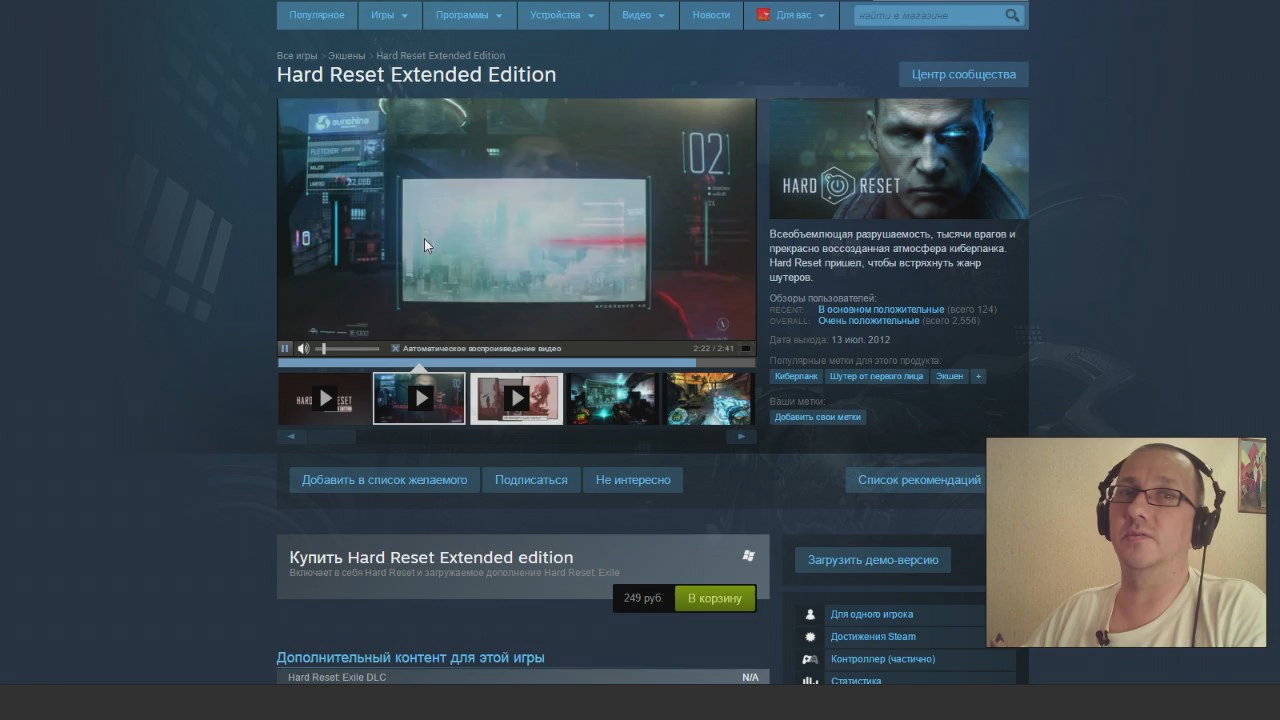 Популярное
Игры
Программы
Устройства
Видео
Новости
Для вас
найти в магазине
Все игры > Экшены > Hard Reset Extended Edition
Hard Reset Extended Edition
Центр сообщества
sunshine
FLETCHER
MAJOR
02
HARD RESET
Всеобъемлющая разрушаемость, тысячи врагов и
прекрасно воссозданная атмосфера киберпанка.
Hard Reset пришел, чтобы встряхнуть жанр
шутеров.
Обзоры пользователей:
RECENT: В основном положительные (всего 124)
OVERALL: Очень положительные (всего 2,556)
Дата выхода: 13 июл. 2012
Популярные метки для этого продукта:
Киберпанк
Шутер от первого лица
Экшен
+
Ваши метки:
Добавить свои метки
Автоматическое воспроизведение видео
2:22 / 2:41
Добавить в список желаемого
Подписаться
Не интересно
Список рекомендаций
Купить Hard Reset Extended edition
Включает в себя Hard Reset и загружаемое дополнение Hard Reset: Exile
249 руб.
В корзину
Загрузить демо-версию
Для одного игрока
Достижения Steam
Контроллер (частично)
Статистика
Дополнительный контент для этой игры
Hard Reset: Exile DLC
N/A